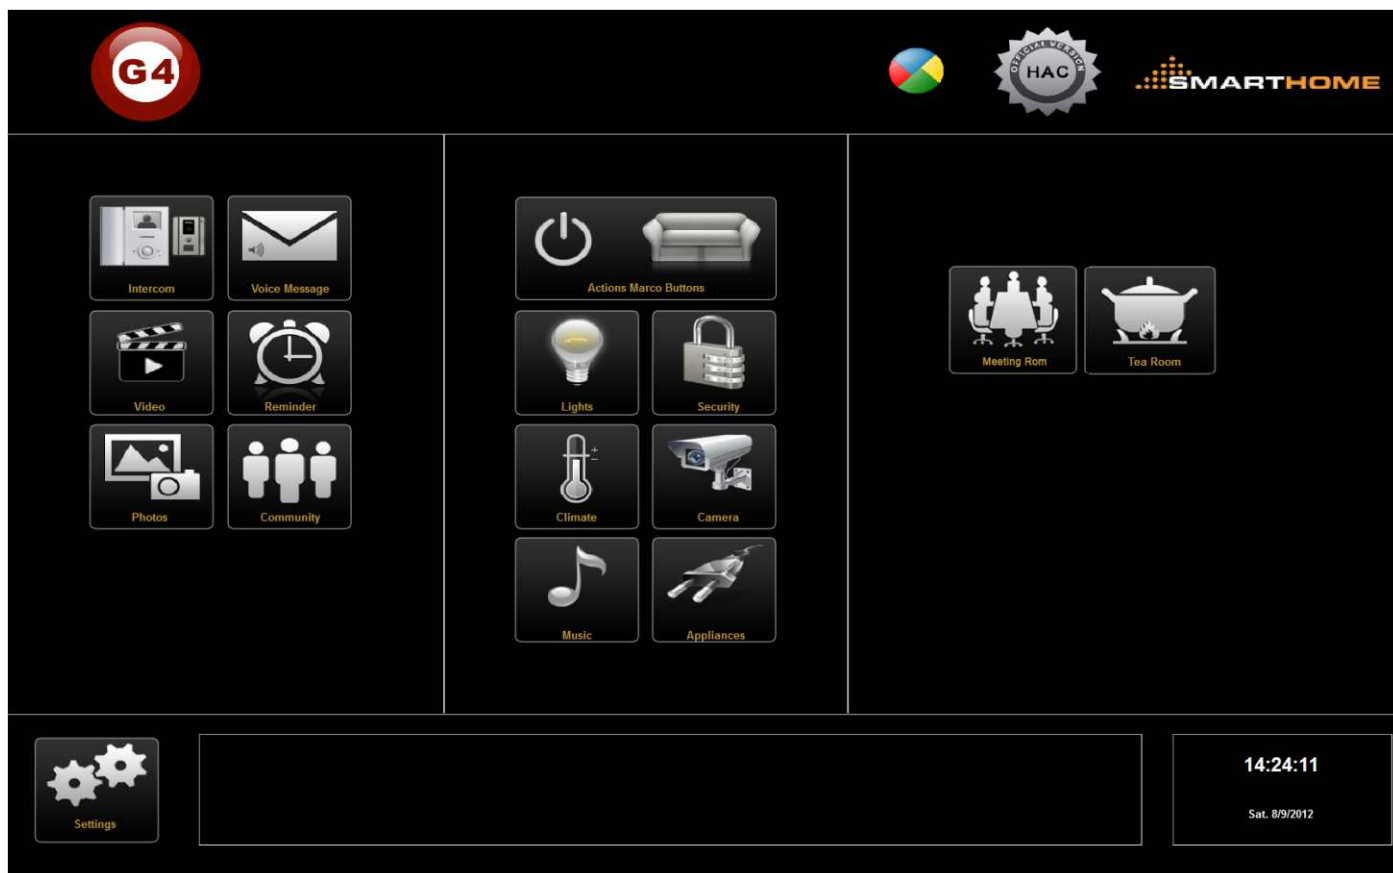 G4
OFFICIAL VERSION
HAC
SMARTHOME
Intercom
Voice Message
Video
Reminder
Photos
Community
Actions Marco Buttons
Lights
Security
Climate
Camera
Music
Appliances
Meeting Rom
Tea Room
Settings
14:24:11
Sat. 8/9/2012